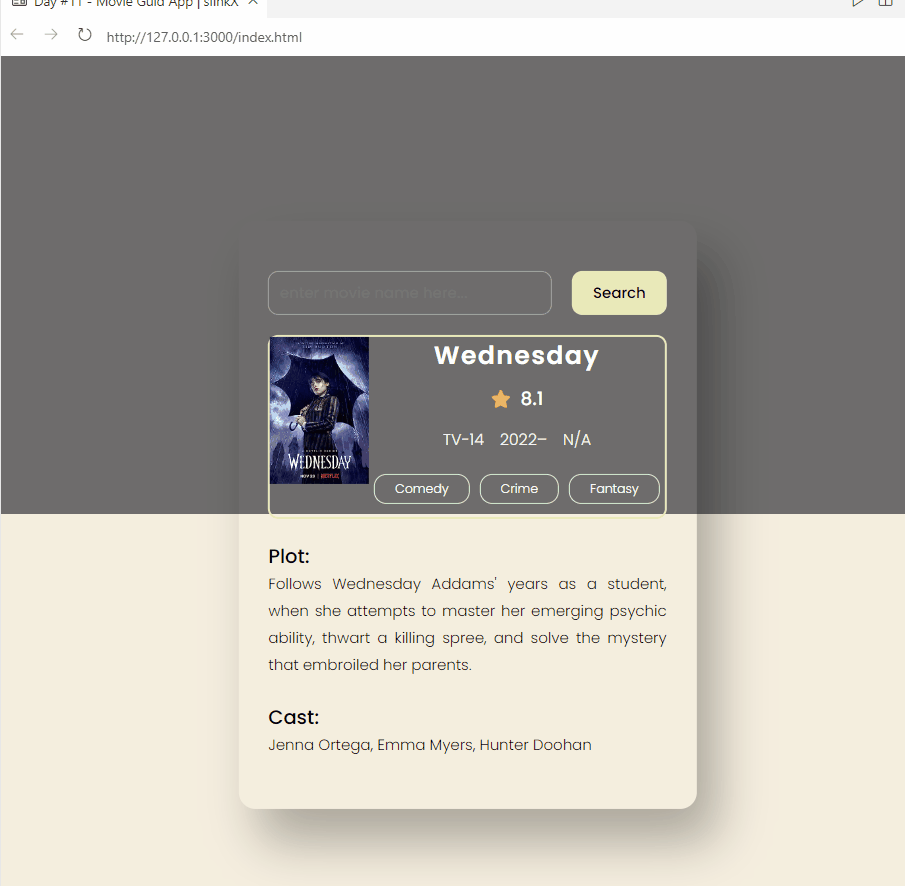 Day #11 - Movie Guid App | slinkX
http://127.0.0.1:3000/index.html
enter movie name here...
Search
Wednesday
8.1
TV-14 2022– N/A
WEDNESDAY
NOV 23 | NETFLIX
Comedy Crime Fantasy
Plot:
Follows Wednesday Addams' years as a student,
when she attempts to master her emerging psychic
ability, thwart a killing spree, and solve the mystery
that embroiled her parents.
Cast:
Jenna Ortega, Emma Myers, Hunter Doohan